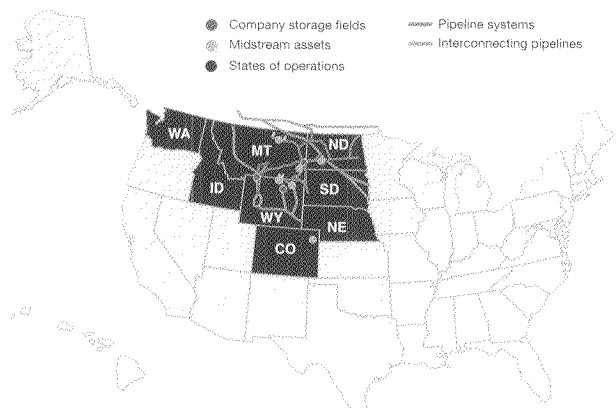 Company storage fields
Pipeline systems
Midstream assets
Interconnecting pipelines
States of operations
WA
MT
ND
ID
SD
WY
NE
CO